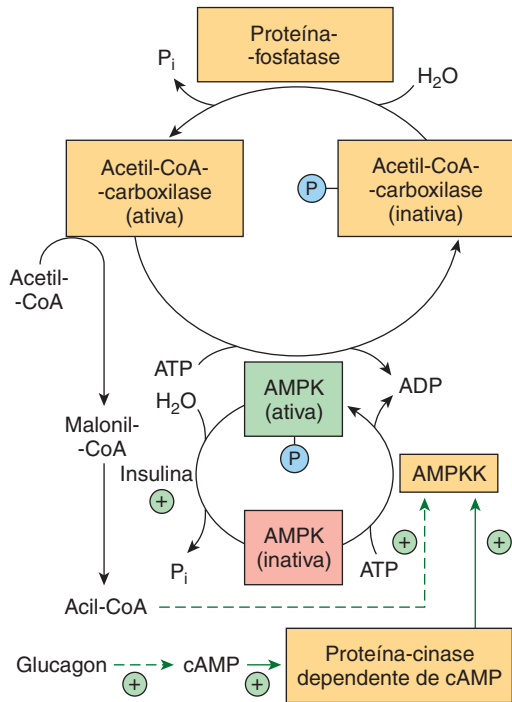 Proteína-
-fosfatase
Pi
H2O
Acetil-CoA-
-carboxilase
(ativa)
P
Acetil-CoA-
-carboxilase
(inativa)
Acetil-
-CoA
ATP
ADP
H2O
AMPK
(ativa)
P
Malonil-
-CoA
Insulina
+
AMPKK
AMPK
(inativa)
+
+
Pi
ATP
Acil-CoA
Glucagon
+
cAMP
+
Proteína-cinase
dependente de cAMP